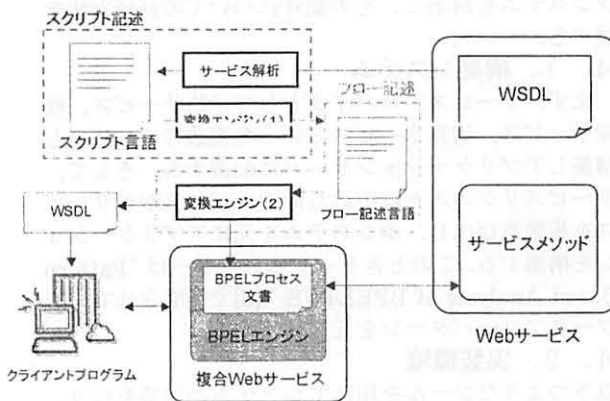 スクリプト記述
サービス解析
変換エンジン(1)
スクリプト言語
フロー記述
フロー記述言語
WSDL
変換エンジン(2)
WSDL
サービスメソッド
Webサービス
BPELプロセス
文書
BPELエンジン
複合Webサービス
クライアントプログラム